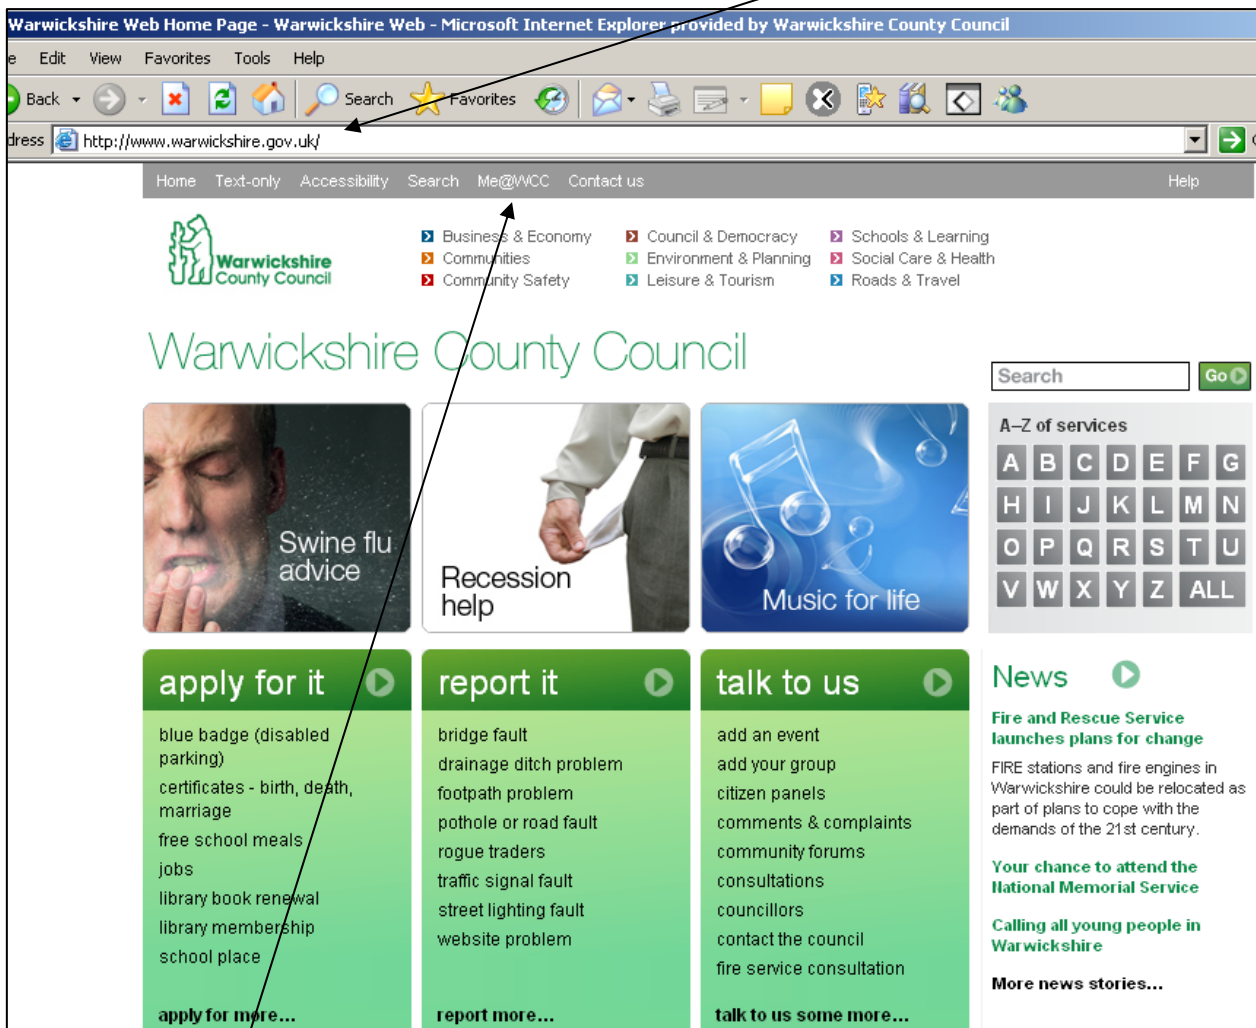 Warwickshire Web Home Page - Warwickshire Web - Microsoft Internet Explorer provided by Warwickshire County Council
e Edit View Favorites Tools Help
Back Search Favorites
dress http://www.warwickshire.gov.uk/
Home Text-only Accessibility Search Me@WCC Contact us Help
Warwickshire
County Council
Business & Economy Council & Democracy Schools & Learning
Communities Environment & Planning Social Care & Health
Community Safety Leisure & Tourism Roads & Travel
Warwickshire County Council
Search Go
Swine flu
advice
Recession
help
Music for life
A–Z of services
A B C D E F G
H I J K L M N
O P Q R S T U
V W X Y Z ALL
apply for it
blue badge (disabled
parking)
certificates - birth, death,
marriage
free school meals
jobs
library book renewal
library membership
school place
apply for more...
report it
bridge fault
drainage ditch problem
footpath problem
pothole or road fault
rogue traders
traffic signal fault
street lighting fault
website problem
report more...
talk to us
add an event
add your group
citizen panels
comments & complaints
community forums
consultations
councillors
contact the council
fire service consultation
talk to us some more...
News
Fire and Rescue Service
launches plans for change
FIRE stations and fire engines in
Warwickshire could be relocated as
part of plans to cope with the
demands of the 21st century.
Your chance to attend the
National Memorial Service
Calling all young people in
Warwickshire
More news stories...